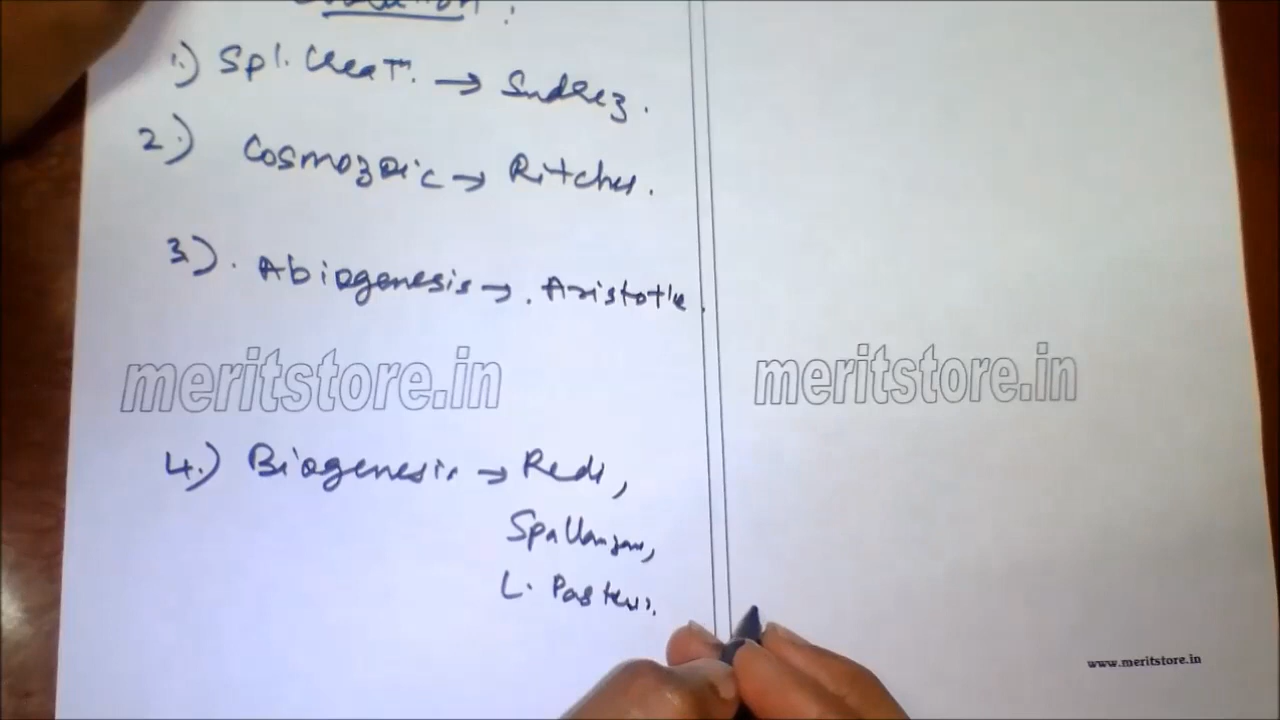 1.) Spl. Creatn. → Sudrez.
2.) Cosmozoic → Ritcher.
3.). Abiogenesis → . Aristotle.
meritstore.in meritstore.in
4.) Biogenesis → Redi,
Spallanzani,
L. Pasteur.
www.meritstore.in